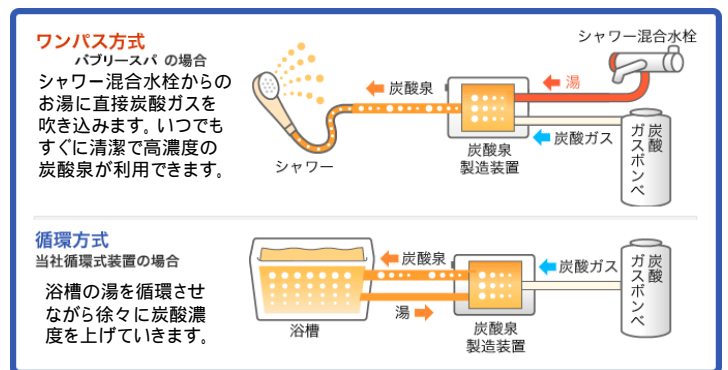 ワンパス方式
バブリースパ の場合
シャワー混合水栓からの
お湯に直接炭酸ガスを
吹き込みます。いつでも
すぐに清潔で高濃度の
炭酸泉が利用できます。
シャワー混合水栓
炭酸泉
湯
炭酸ガス
シャワー
炭酸泉
製造装置
炭酸
ガスボンベ
循環方式
当社循環式装置の場合
浴槽の湯を循環させ
ながら徐々に炭酸濃
度を上げていきます。
炭酸泉
炭酸ガス
湯
浴槽
炭酸泉
製造装置
炭酸
ガスボンベ